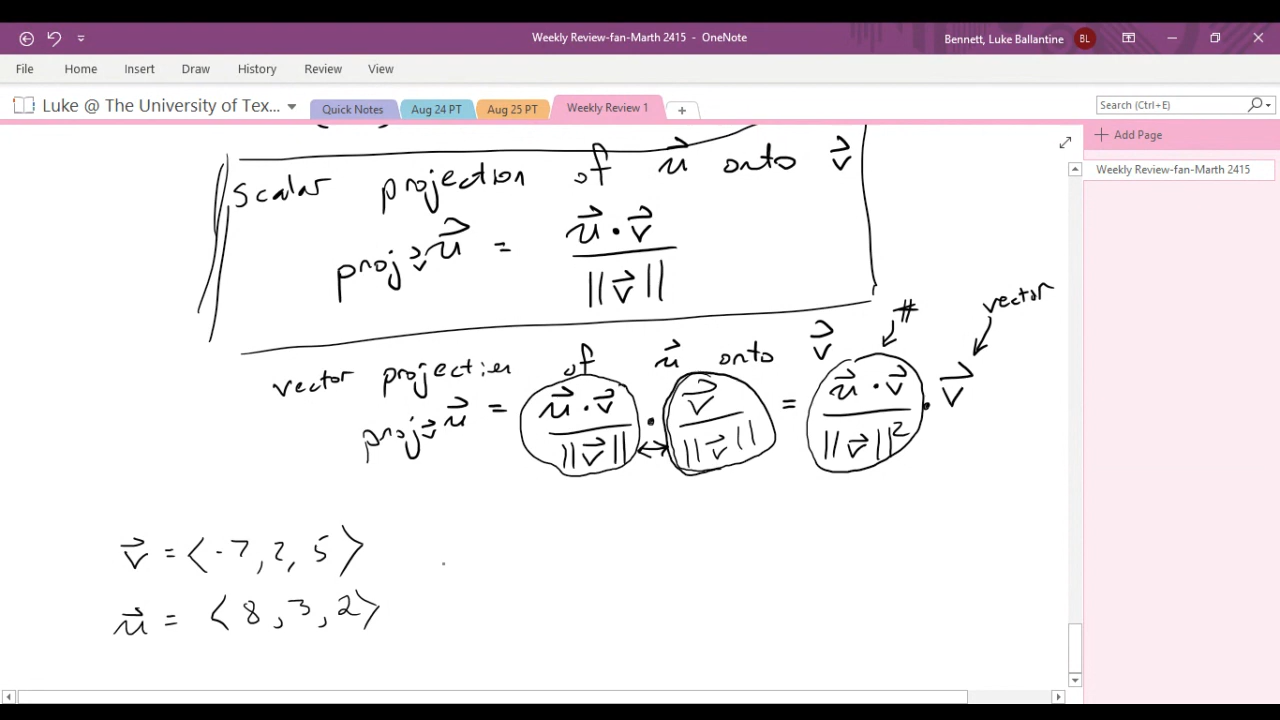 Weekly Review-fan-Marth 2415 - OneNote
Bennett, Luke Ballantine BL
File Home Insert Draw History Review View
Luke @ The University of Tex... Quick Notes Aug 24 PT Aug 25 PT Weekly Review 1 +
Search (Ctrl+E)
+ Add Page
Weekly Review-fan-Marth 2415
Scalar projection of u⃗ onto v⃗
proj_v⃗ u⃗ = (u⃗ · v⃗) / ||v⃗||
# vector
vector projection of u⃗ onto v⃗
proj_v⃗ u⃗ = (u⃗ · v⃗) / ||v⃗|| · v⃗ / ||v⃗|| = (u⃗ · v⃗) / ||v⃗||² · v⃗
v⃗ = ⟨-7, 2, 5⟩
u⃗ = ⟨8, 3, 2⟩